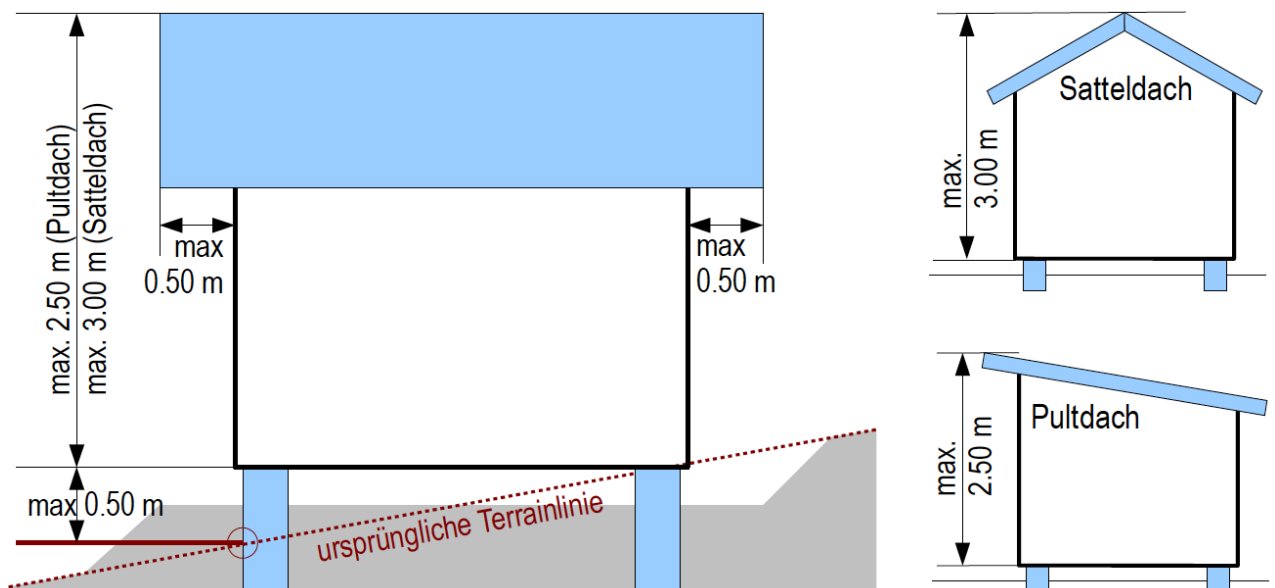 max. 2.50 m (Pultdach)
max. 3.00 m (Satteldach)
max
0.50 m
max
0.50 m
max 0.50 m
ursprüngliche Terrainlinie
Satteldach
max.
3.00 m
Pultdach
max.
2.50 m